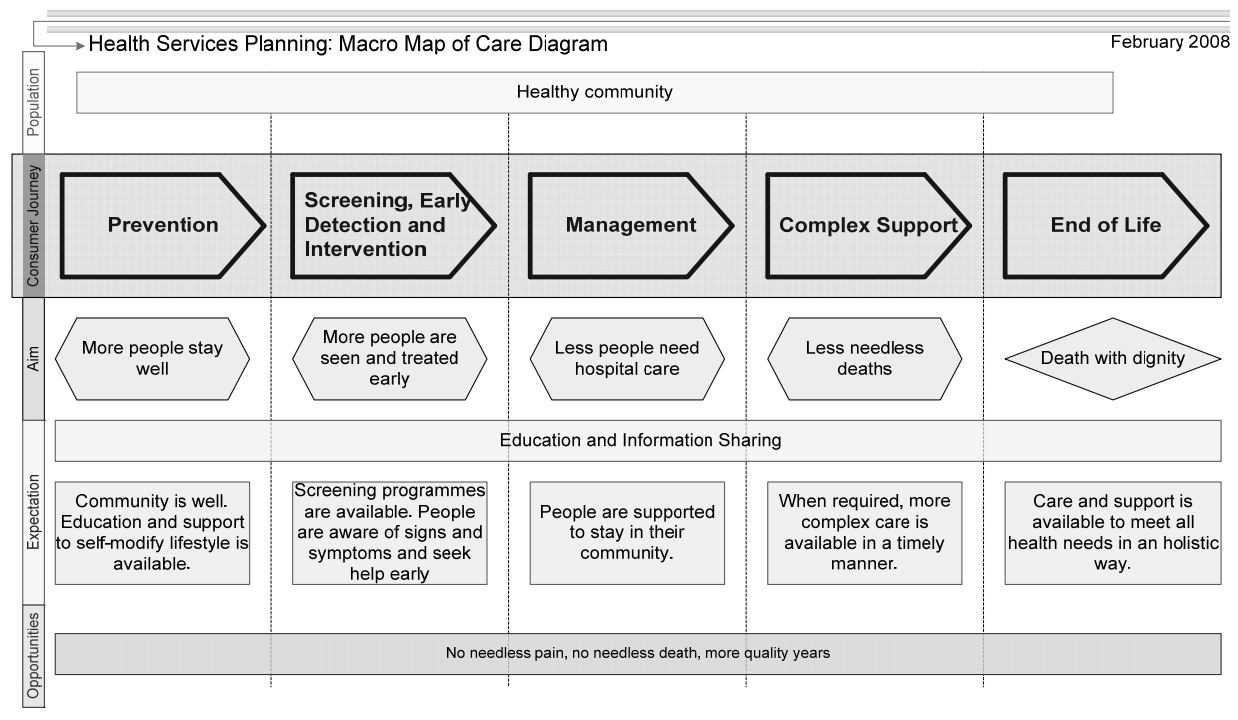 Health Services Planning: Macro Map of Care Diagram
February 2008
Population
Healthy community
Consumer Journey
Prevention
Screening, Early
Detection and
Intervention
Management
Complex Support
End of Life
Aim
More people stay
well
More people are
seen and treated
early
Less people need
hospital care
Less needless
deaths
Death with dignity
Expectation
Education and Information Sharing
Community is well.
Education and support
to self-modify lifestyle is
available.
Screening programmes
are available. People
are aware of signs and
symptoms and seek
help early
People are supported
to stay in their
community.
When required, more
complex care is
available in a timely
manner.
Care and support is
available to meet all
health needs in an holistic
way.
Opportunities
No needless pain, no needless death, more quality years